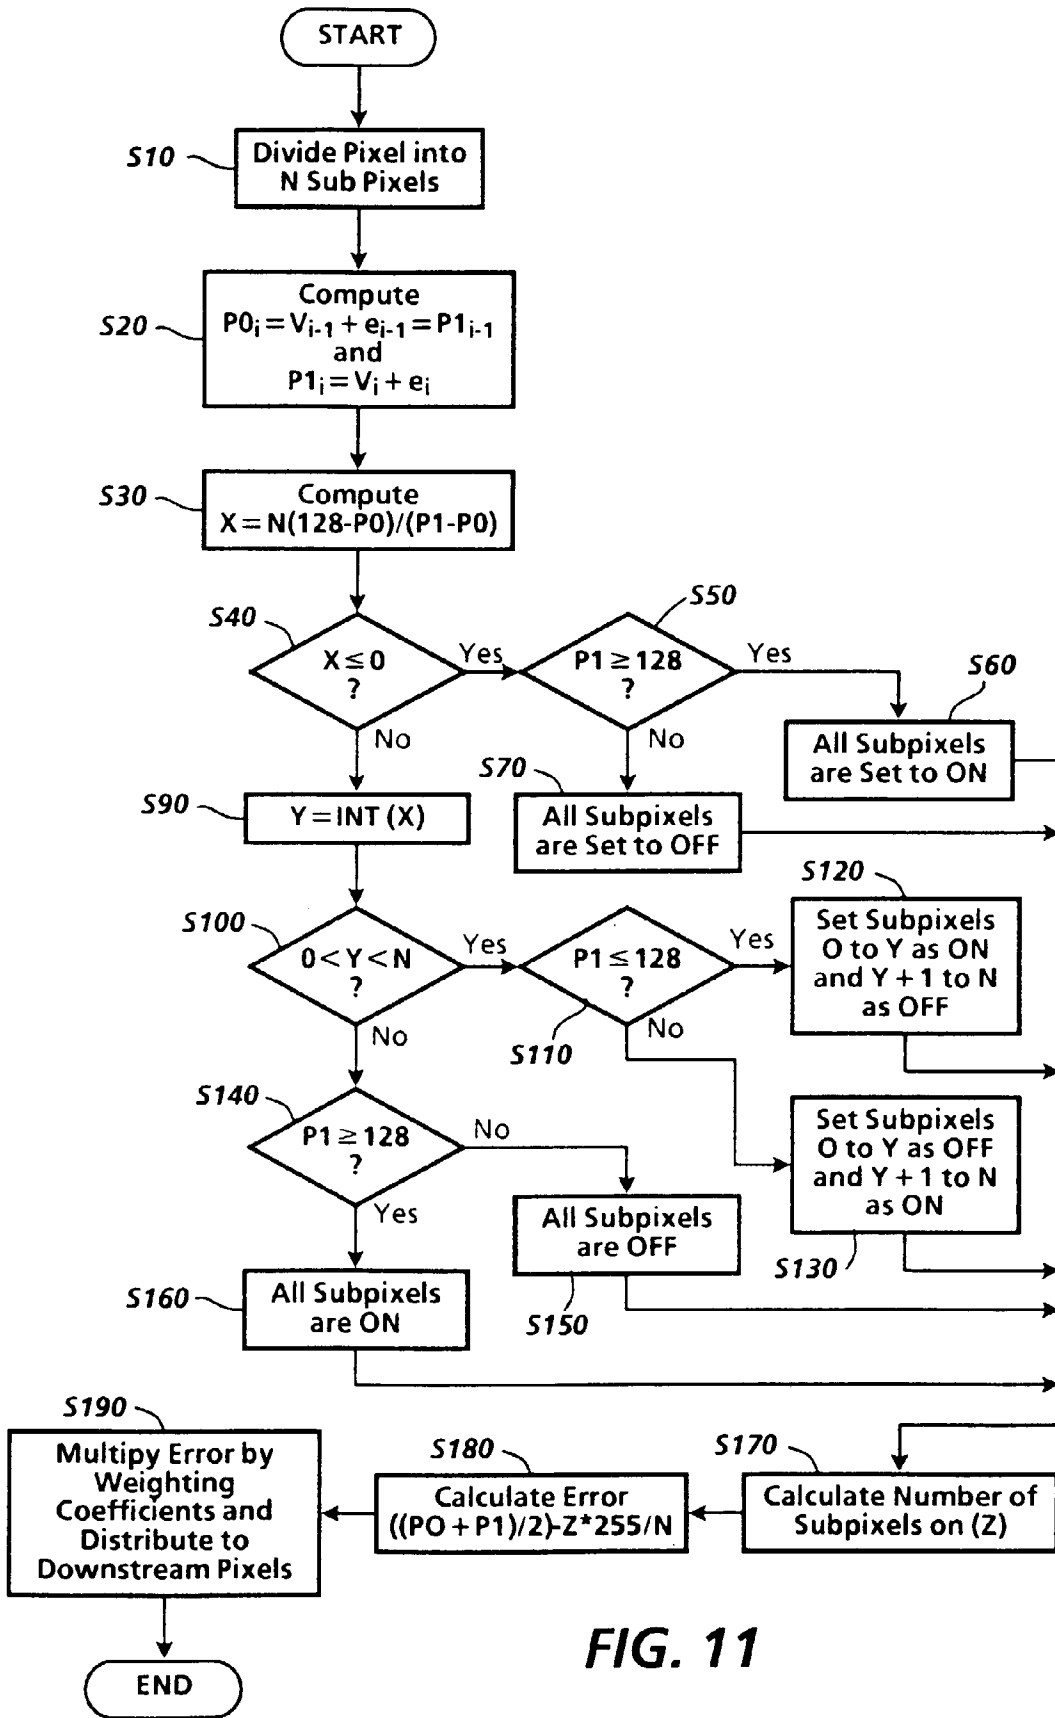 START
S10
Divide Pixel into
N Sub Pixels
S20
Compute
P0i = Vi-1 + ei-1 = P1i-1
and
P1i = Vi + ei
S30
Compute
X = N(128-P0)/(P1-P0)
S40
X ≤ 0
?
Yes
No
S50
P1 ≥ 128
?
Yes
No
S60
All Subpixels
are Set to ON
S70
All Subpixels
are Set to OFF
S90
Y = INT (X)
S100
0 < Y < N
?
Yes
No
S110
P1 ≤ 128
?
Yes
No
S120
Set Subpixels
O to Y as ON
and Y + 1 to N
as OFF
S130
Set Subpixels
O to Y as OFF
and Y + 1 to N
as ON
S140
P1 ≥ 128
?
No
Yes
S150
All Subpixels
are OFF
S160
All Subpixels
are ON
S170
Calculate Number of
Subpixels on (Z)
S180
Calculate Error
((PO + P1)/2)-Z*255/N
S190
Multipy Error by
Weighting
Coefficients and
Distribute to
Downstream Pixels
END
FIG. 11